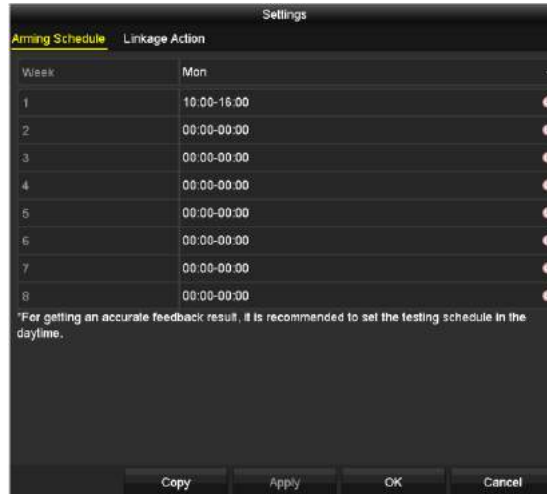 Settings
Arming Schedule Linkage Action
Week Mon
1 10:00-16:00
2 00:00-00:00
3 00:00-00:00
4 00:00-00:00
5 00:00-00:00
6 00:00-00:00
7 00:00-00:00
8 00:00-00:00
*For getting an accurate feedback result, it is recommended to set the testing schedule in the
daytime.
Copy Apply OK Cancel